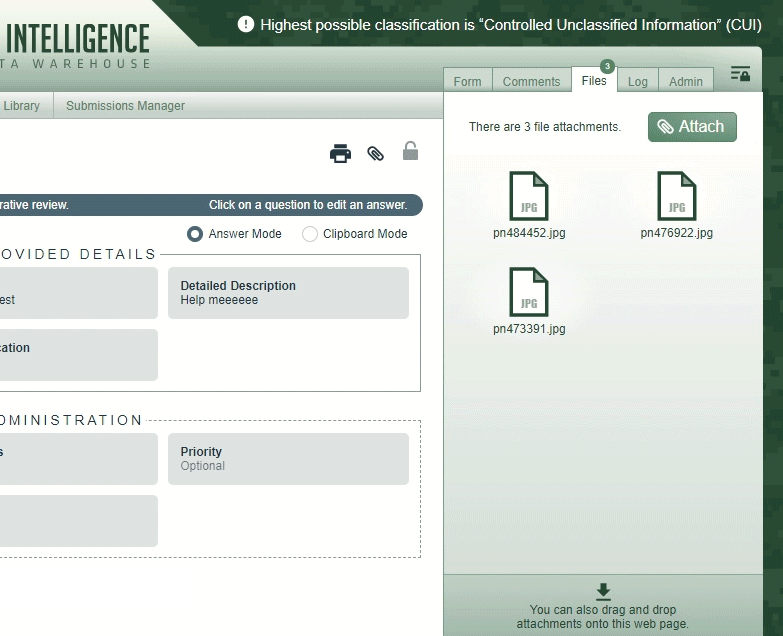 Highest possible classification is “Controlled Unclassified Information” (CUI)
INTELLIGENCE
TA WAREHOUSE
Library
Submissions Manager
rative review.
Click on a question to edit an answer.
Answer Mode
Clipboard Mode
OVIDED DETAILS
est
Detailed Description
Help meeeeee
cation
DMINISTRATION
s
Priority
Optional
Form
Comments
Files
3
Log
Admin
There are 3 file attachments.
Attach
JPG
pn484452.jpg
JPG
pn476922.jpg
JPG
pn473391.jpg
You can also drag and drop
attachments onto this web page.